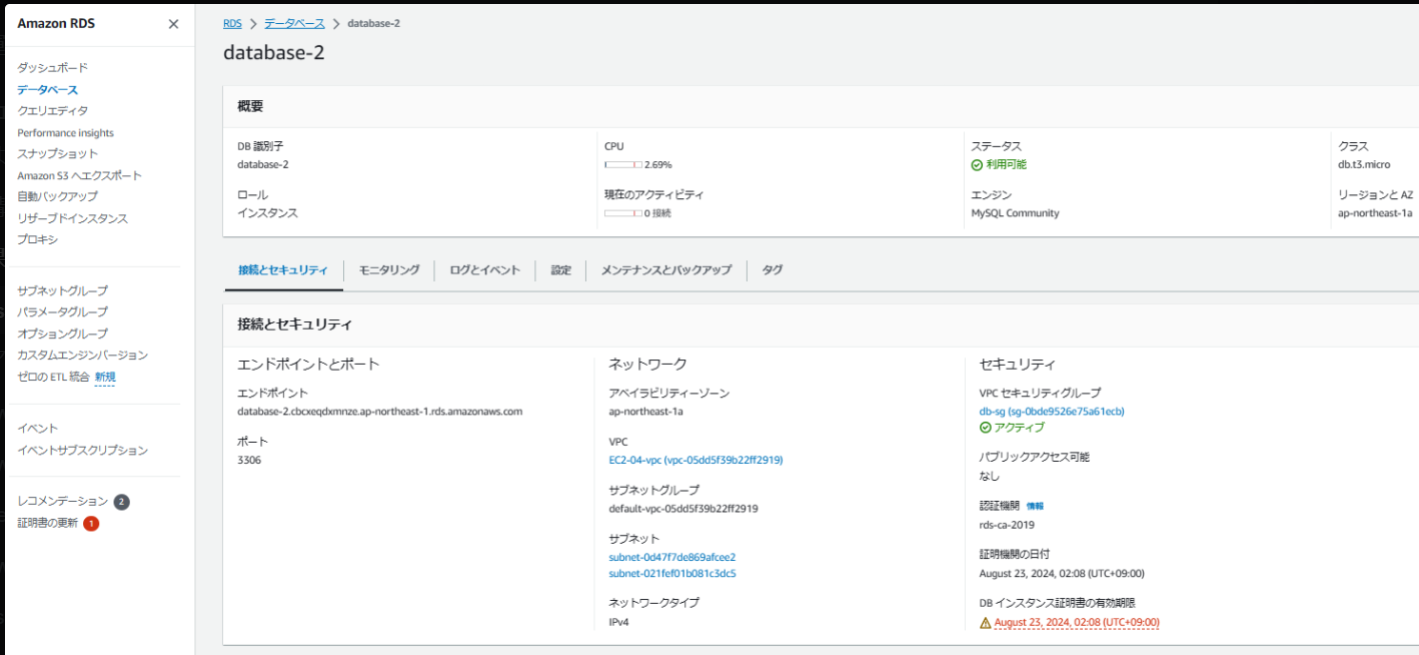 Amazon RDS
ダッシュボード
データベース
クエリエディタ
Performance insights
スナップショット
Amazon S3 へエクスポート
自動バックアップ
リザーブドインスタンス
プロキシ
サブネットグループ
パラメータグループ
オプショングループ
カスタムエンジンバージョン
ゼロの ETL 統合 新規
イベント
イベントサブスクリプション
レコメンデーション 2
証明書の更新 1
RDS > データベース > database-2
database-2
概要
DB 識別子
database-2
CPU
2.69%
ステータス
利用可能
クラス
db.t3.micro
ロール
インスタンス
現在のアクティビティ
0 接続
エンジン
MySQL Community
リージョンと AZ
ap-northeast-1a
接続とセキュリティ
モニタリング
ログとイベント
設定
メンテナンスとバックアップ
タグ
接続とセキュリティ
エンドポイントとポート
エンドポイント
database-2.cbcxeqdxmnze.ap-northeast-1.rds.amazonaws.com
ポート
3306
ネットワーク
アベイラビリティーゾーン
ap-northeast-1a
VPC
EC2-04-vpc (vpc-05dd5f39b22ff2919)
サブネットグループ
default-vpc-05dd5f39b22ff2919
サブネット
subnet-0d47f7de869afcee2
subnet-021fef01b081c3dc5
ネットワークタイプ
IPv4
セキュリティ
VPC セキュリティグループ
db-sg (sg-0bde9526e75a61ecb)
アクティブ
パブリックアクセス可能
なし
認証機関 情報
rds-ca-2019
証明機関の日付
August 23, 2024, 02:08 (UTC+09:00)
DB インスタンス証明書の有効期限
August 23, 2024, 02:08 (UTC+09:00)